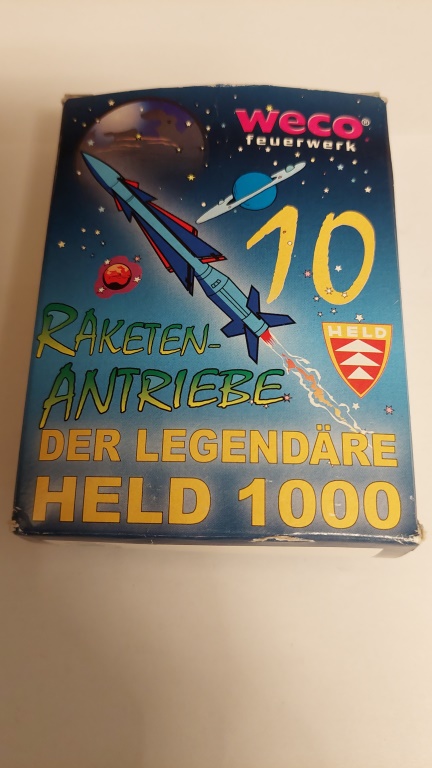 weco®
feuerwerk
10
HELD
RAKETEN-
ANTRIEBE
DER LEGENDÄRE
HELD 1000